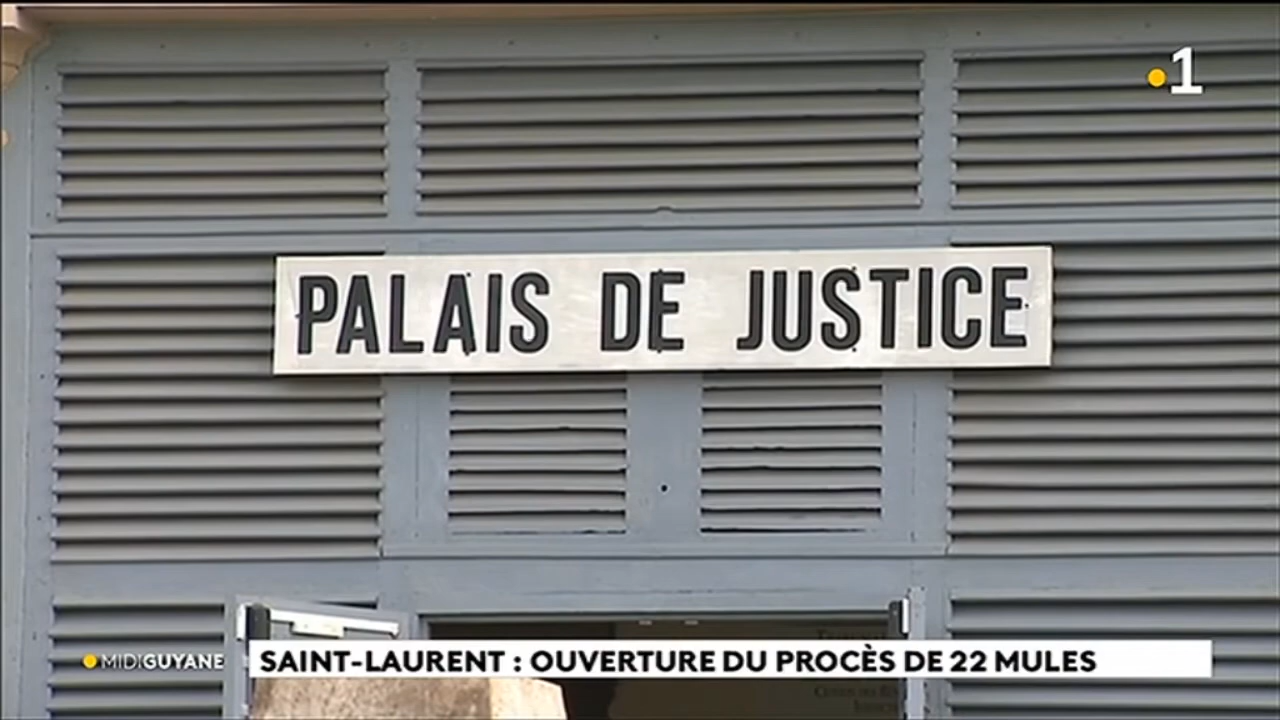 1
PALAIS DE JUSTICE
MIDIGUYANE
SAINT-LAURENT : OUVERTURE DU PROCÈS DE 22 MULES